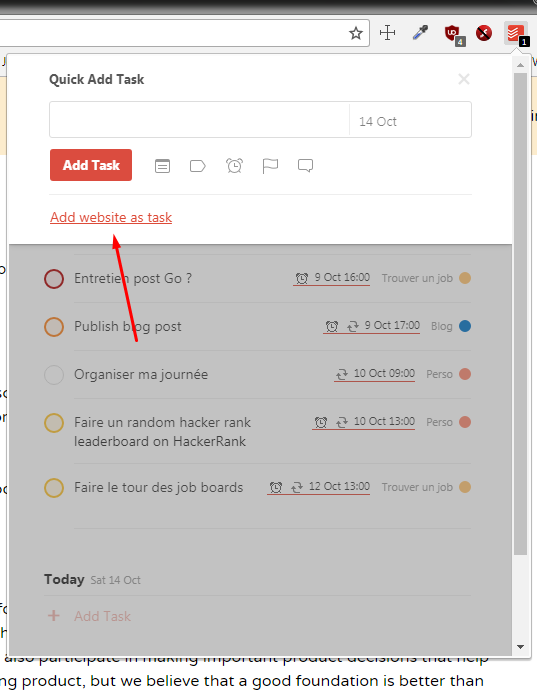 4
1
J
W
Quick Add Task
14 Oct
Add Task
Add website as task
Entretien post Go ? 9 Oct 16:00 Trouver un job
Publish blog post 9 Oct 17:00 Blog
Organiser ma journée 10 Oct 09:00 Perso
Faire un random hacker rank 10 Oct 13:00 Perso
leaderboard on HackerRank
Faire le tour des job boards 12 Oct 13:00 Trouver un job
Today Sat 14 Oct
+ Add Task
also participate in making important product decisions that help
ng product, but we believe that a good foundation is better than